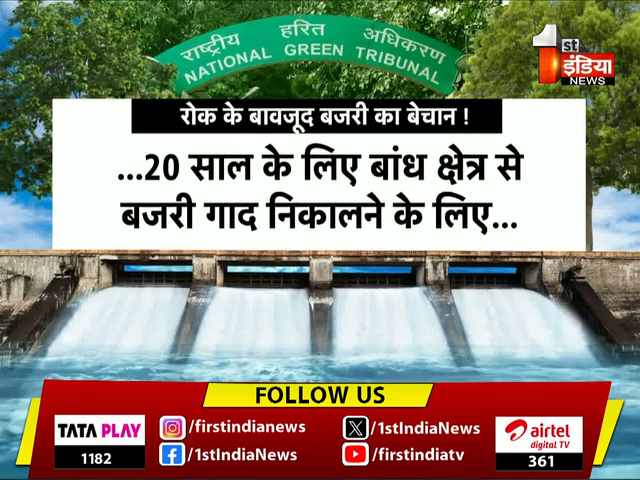 राष्ट्रीय हरित अधिकरण
NATIONAL GREEN TRIBUNAL
1st
इंडिया
NEWS
रोक के बावजूद बजरी का बेचान !
...20 साल के लिए बांध क्षेत्र से
बजरी गाद निकालने के लिए...
FOLLOW US
TATA PLAY
1182
/firstindianews
/1stIndiaNews
/1stIndiaNews
/firstindiatv
airtel
digital TV
361